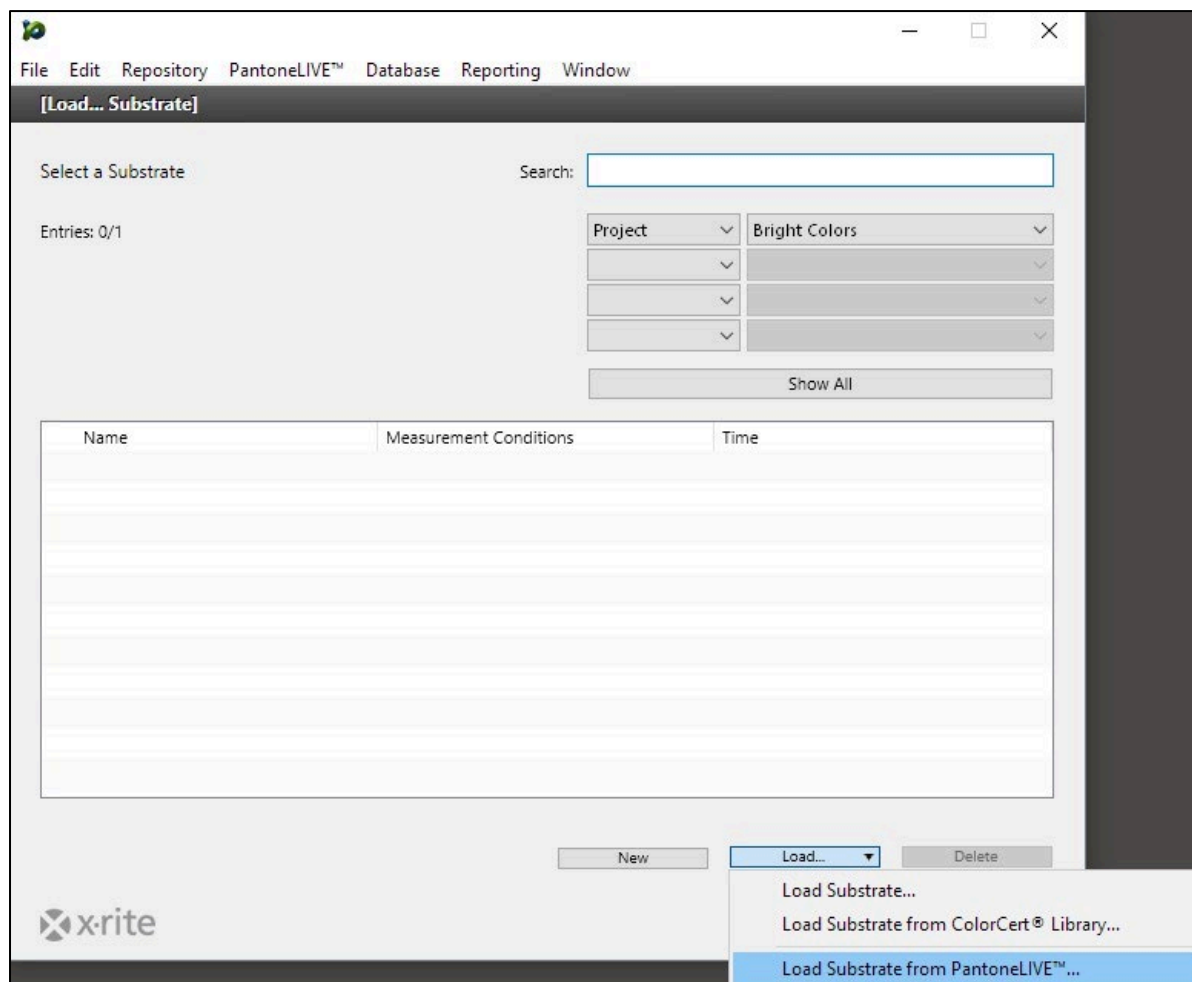 File Edit Repository PantoneLIVE™ Database Reporting Window
[Load... Substrate]
Select a Substrate
Search:
Entries: 0/1
Project
Bright Colors
Show All
Name
Measurement Conditions
Time
New
Load...
Delete
Load Substrate...
Load Substrate from ColorCert® Library...
Load Substrate from PantoneLIVE™...
x·rite